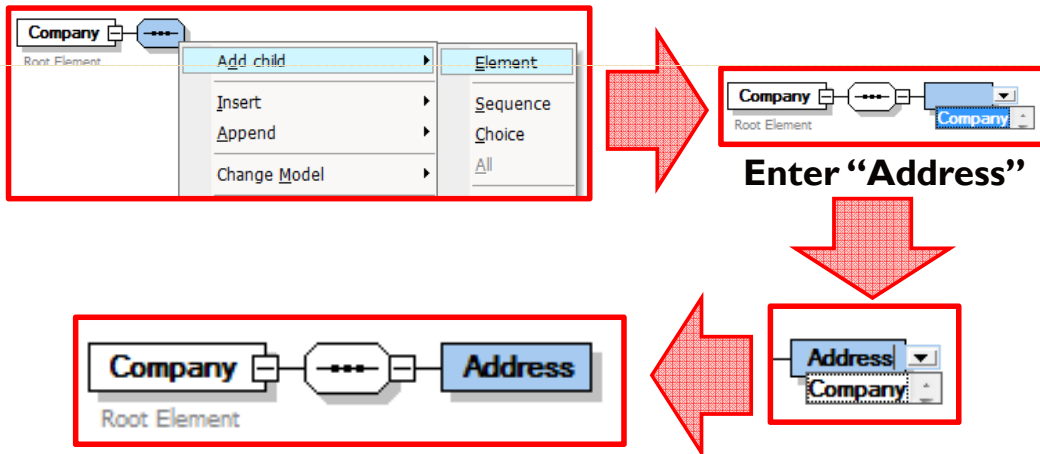 Company
Root Element
Add child
Element
Insert
Append
Change Model
Sequence
Choice
All
Company
Company
Root Element
Enter “Address”
Address
Company
Company
Address
Root Element